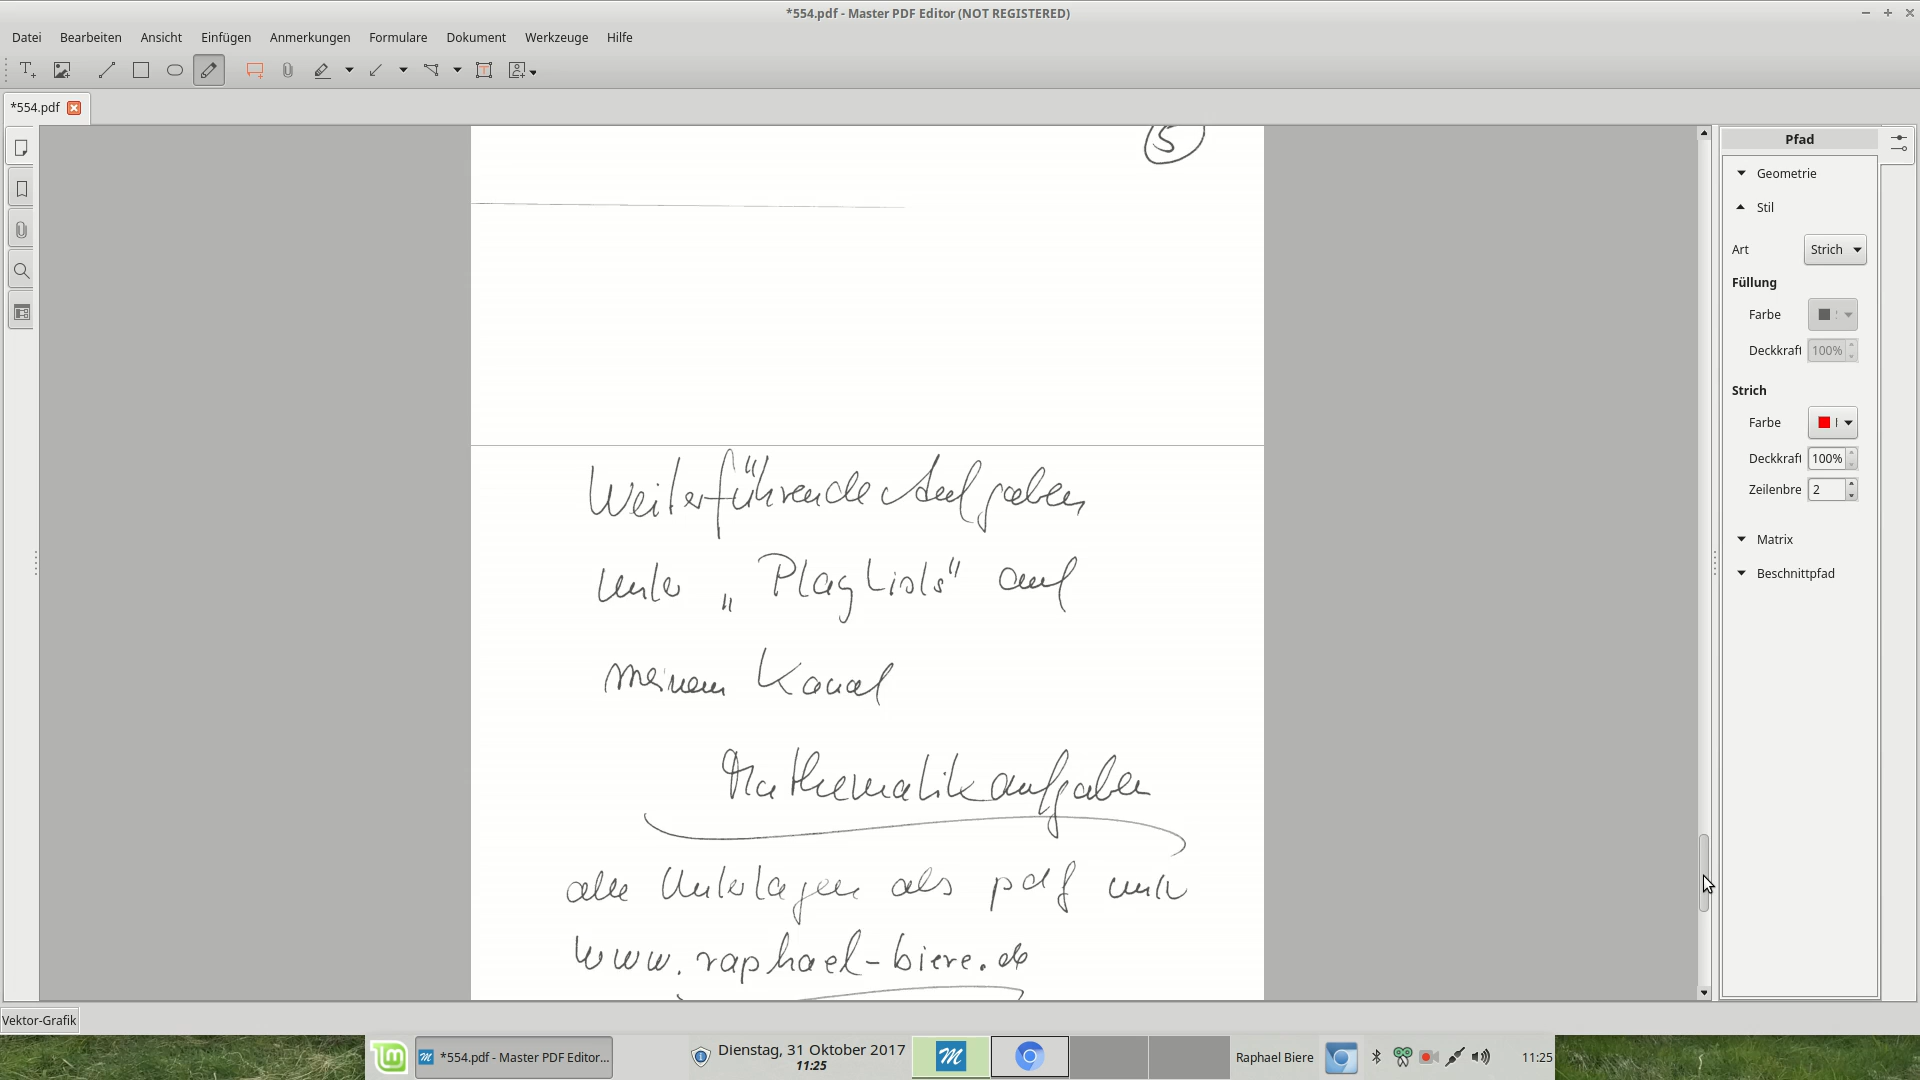 *554.pdf - Master PDF Editor (NOT REGISTERED)
Datei Bearbeiten Ansicht Einfügen Anmerkungen Formulare Dokument Werkzeuge Hilfe
*554.pdf
5
Weiterführende Aufgaben
unter „PlayLists" auf
meinem Kanal
Mathematikaufgaben
alle Unterlagen als pdf unter
www.raphael-biere.de
Pfad
Geometrie
Stil
Art Strich
Füllung
Farbe
Deckkraft 100%
Strich
Farbe
Deckkraft 100%
Zeilenbre 2
Matrix
Beschnittpfad
Vektor-Grafik
*554.pdf - Master PDF Editor...
Dienstag, 31 Oktober 2017
11:25
Raphael Biere
11:25